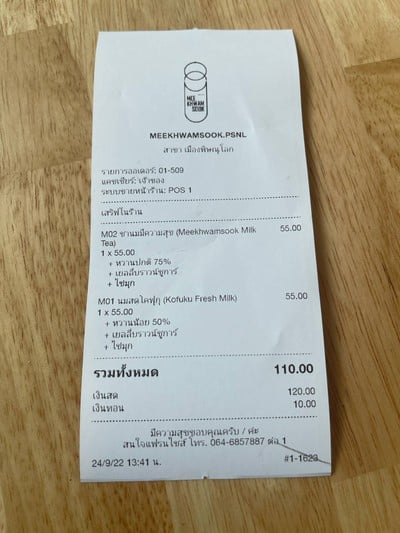 MEE
KHWAM
SOOK
MEEKHWAMSOOK.PSNL
สาขา เมืองพิษณุโลก
รายการออเดอร์: 01-509
แคชเชียร์: เจ้าของ
ระบบขายหน้าร้าน: POS 1
เสริฟในร้าน
M02 ชานมมีความสุข (Meekhwamsook Milk Tea) 55.00
1 x 55.00
+ หวานปกติ 75%
+ เยลลี่บราวน์ชูการ์
+ ไข่มุก
M01 นมสดโคฟุกุ (Kofuku Fresh Milk) 55.00
1 x 55.00
+ หวานน้อย 50%
+ เยลลี่บราวน์ชูการ์
+ ไข่มุก
รวมทั้งหมด 110.00
เงินสด 120.00
เงินทอน 10.00
มีความสุขขอบคุณครับ / ค่ะ
สนใจแฟรนไชส์ โทร. 064-6857887 ต่อ 1
24/9/22 13:41 น. #1-1623